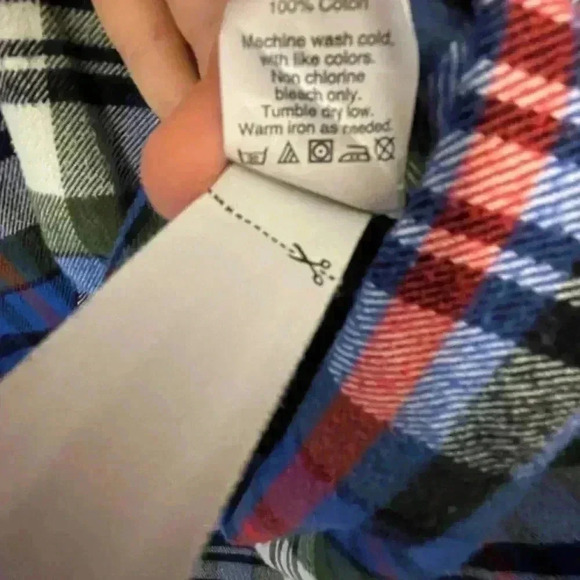 100% Cotton
Machine wash cold,
with like colors.
Non chlorine
bleach only.
Tumble dry low.
Warm iron as needed.